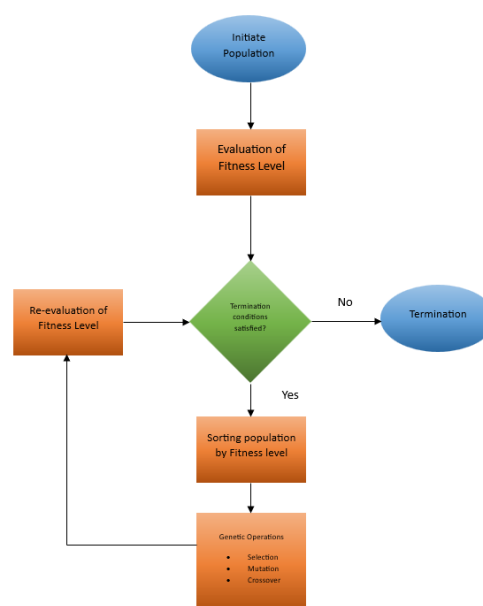 Initiate
Population
Evaluation of
Fitness Level
Termination
conditions
satisfied?
No
Termination
Re-evaluation of
Fitness Level
Yes
Sorting population
by Fitness level
Genetic Operations
• Selection
• Mutation
• Crossover